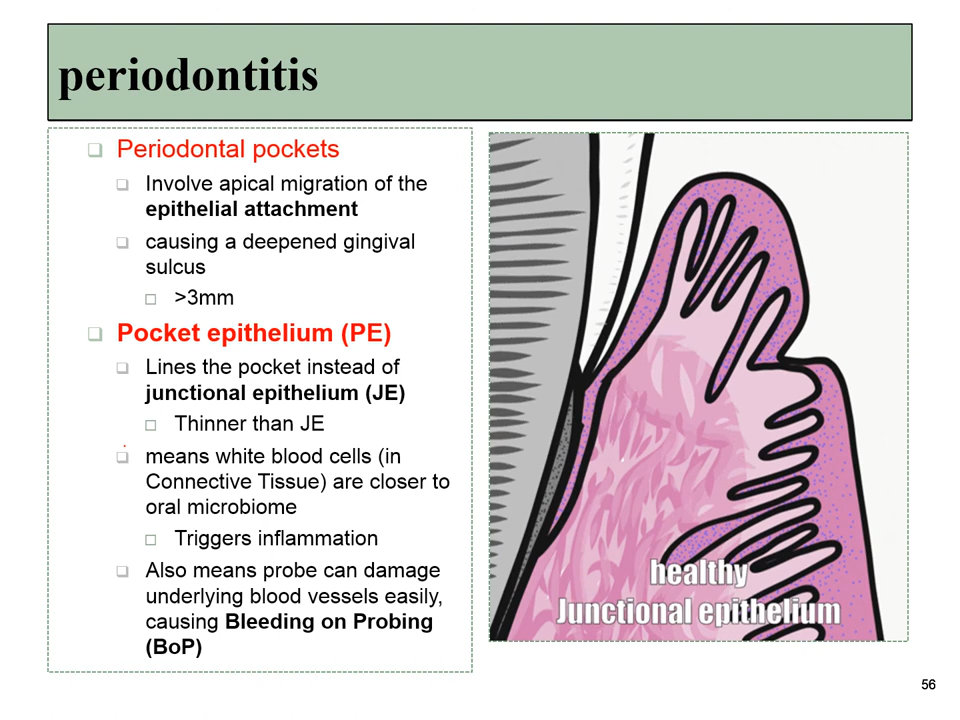 periodontitis
Periodontal pockets
Involve apical migration of the
epithelial attachment
causing a deepened gingival
sulcus
>3mm
Pocket epithelium (PE)
Lines the pocket instead of
junctional epithelium (JE)
Thinner than JE
means white blood cells (in
Connective Tissue) are closer to
oral microbiome
Triggers inflammation
Also means probe can damage
underlying blood vessels easily,
causing Bleeding on Probing
(BoP)
healthy
Junctional epithelium
56